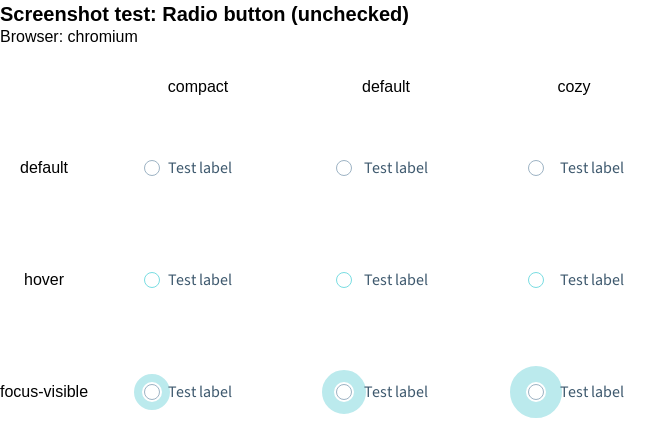 Screenshot test: Radio button (unchecked)
Browser: chromium
compact default cozy
default Test label Test label Test label
hover Test label Test label Test label
focus-visible Test label Test label Test label